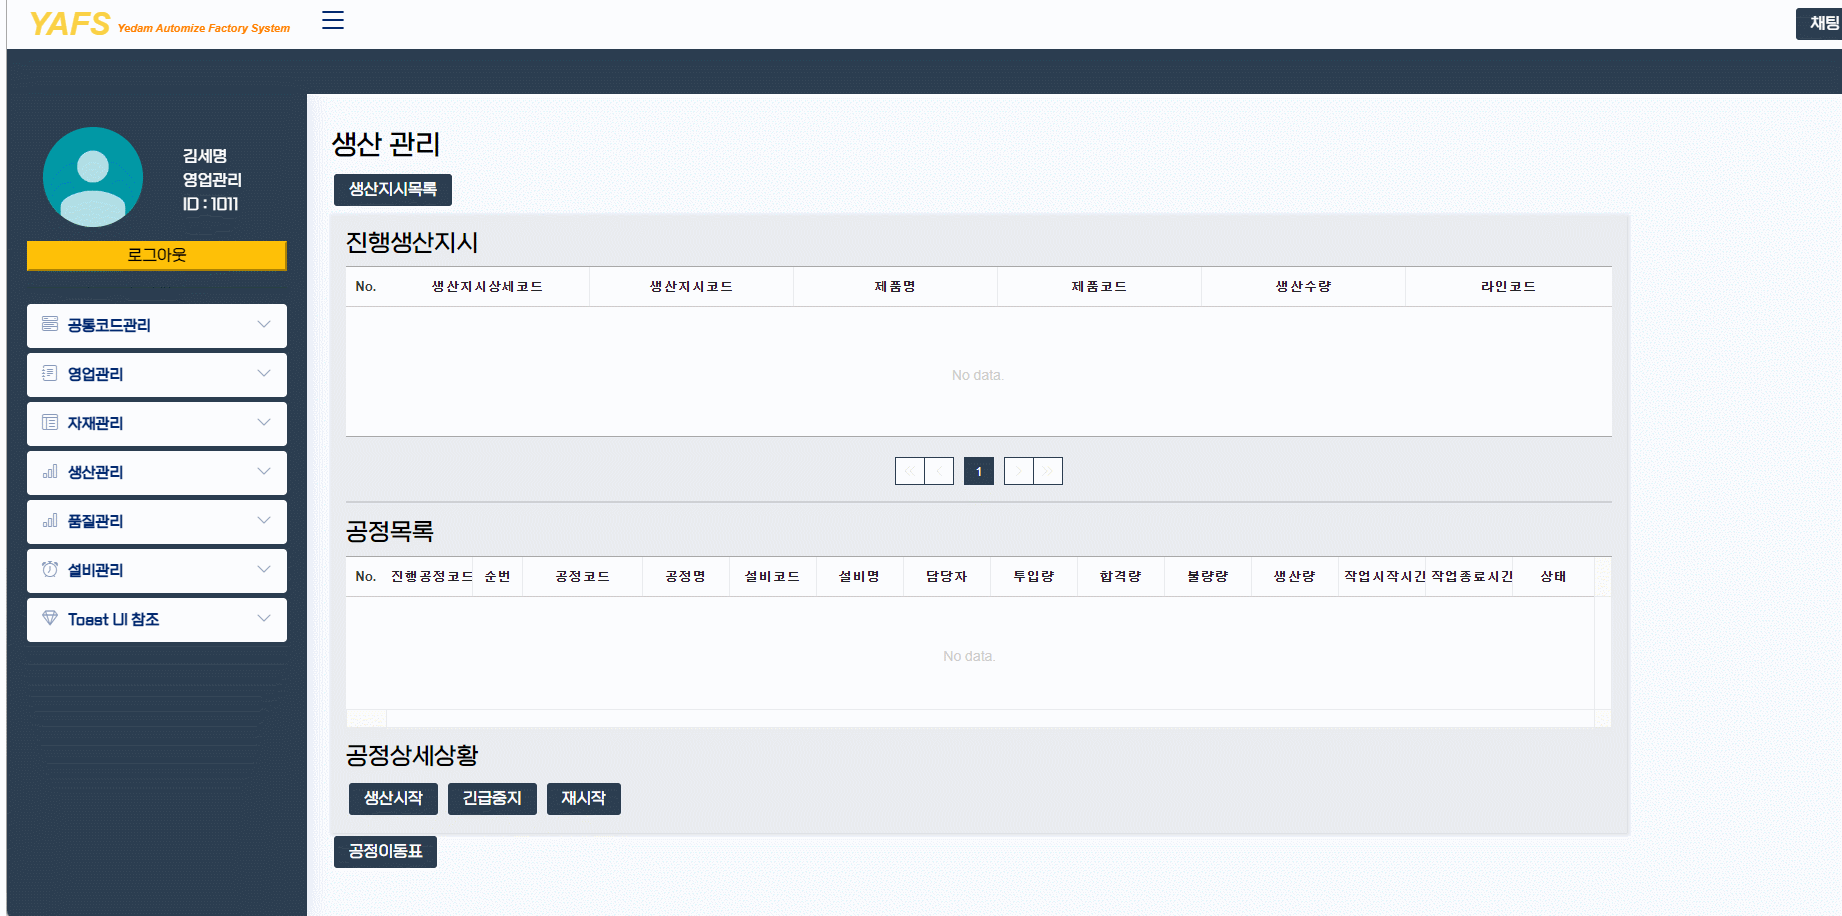 YAFS Yedam Automize Factory System
채팅
김세명
영업관리
ID : 1011
로그아웃
공통코드관리
영업관리
자재관리
생산관리
품질관리
설비관리
Toast UI 참조
생산 관리
생산지시목록
진행생산지시
No. 생산지시상세코드 생산지시코드 제품명 제품코드 생산수량 라인코드
No data.
1
공정목록
No. 진행공정코드 순번 공정코드 공정명 설비코드 설비명 담당자 투입량 합격량 불량량 생산량 작업시작시간 작업종료시간 상태
No data.
공정상세상황
생산시작 긴급중지 재시작
공정이동표